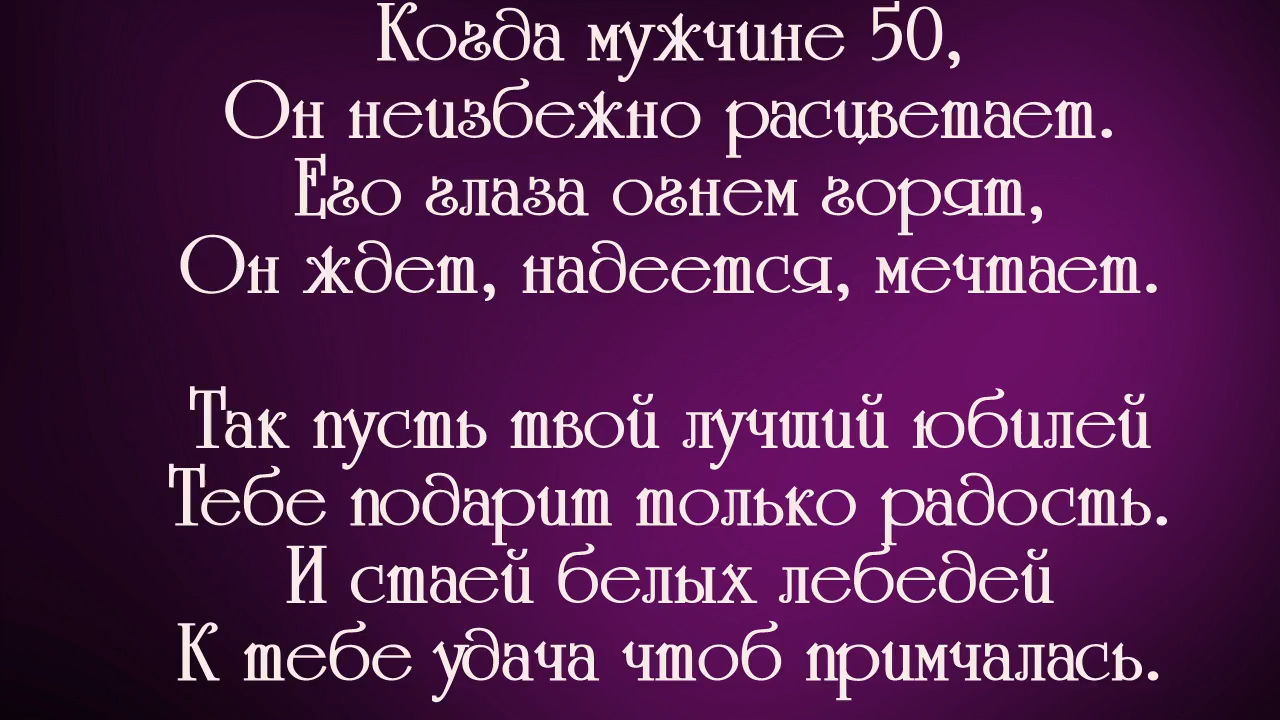 Когда мужчине 50,
Он неизбежно расцветает.
Его глаза огнем горят,
Он ждет, надеется, мечтает.
Так пусть твой лучший юбилей
Тебе подарит только радость.
И стаей белых лебедей
К тебе удача чтоб примчалась.